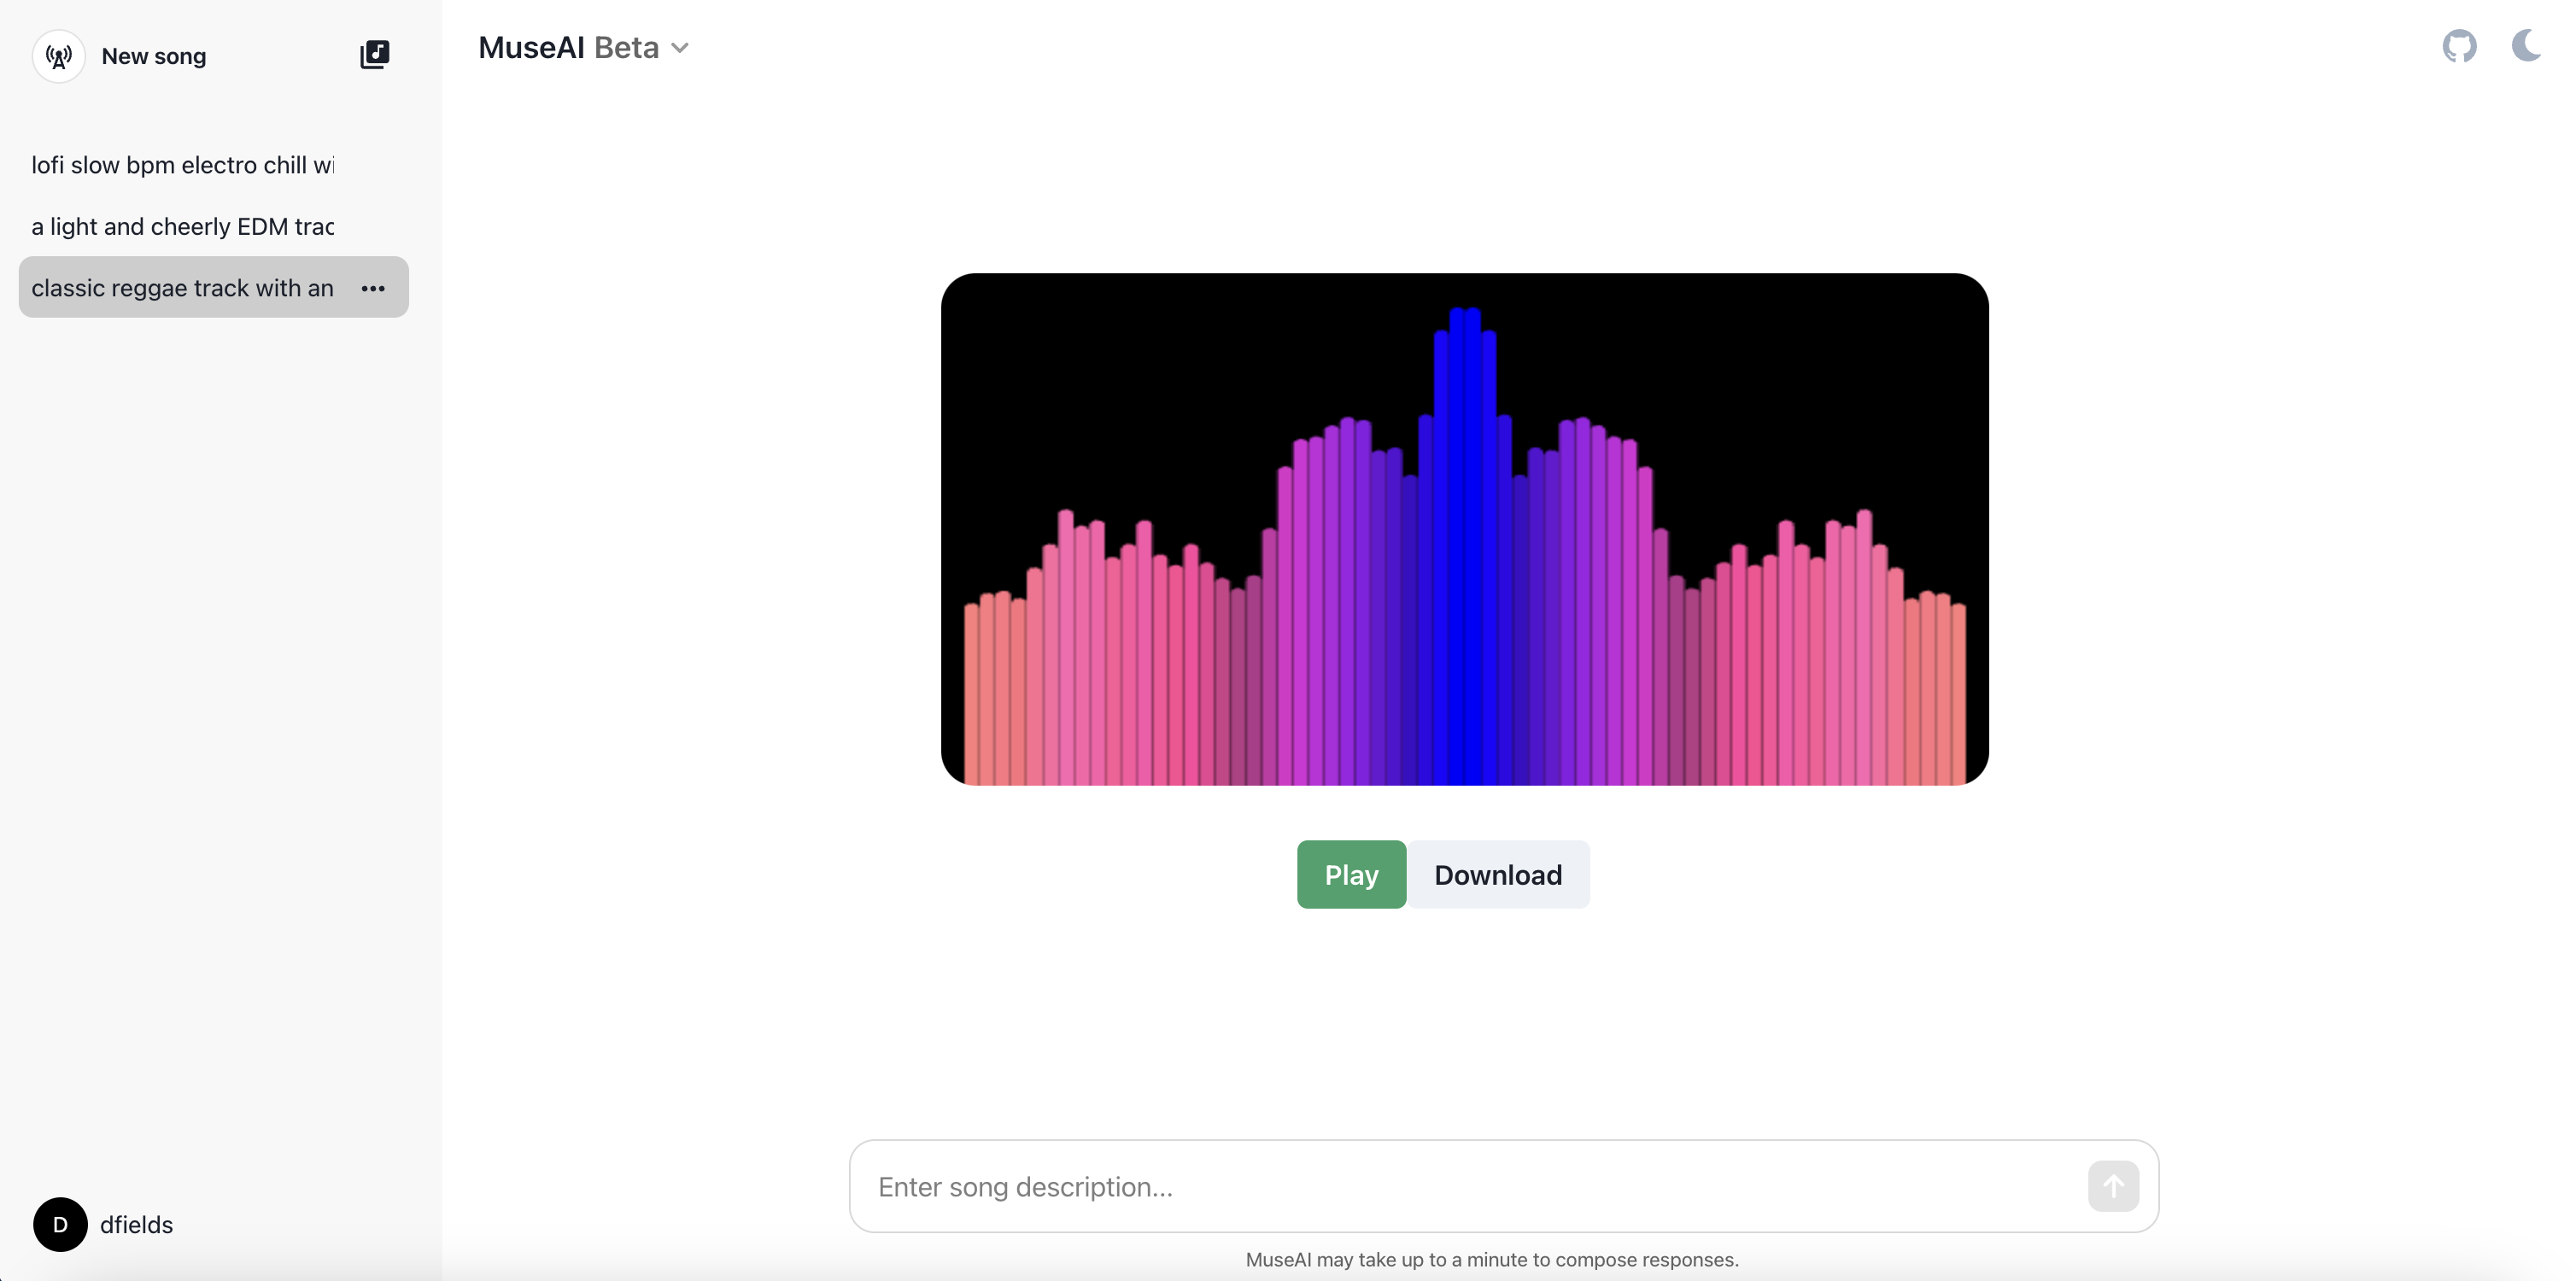 New song
lofi slow bpm electro chill wi
a light and cheerly EDM trac
classic reggae track with an
D dfields
MuseAI Beta
Play
Download
Enter song description...
MuseAI may take up to a minute to compose responses.